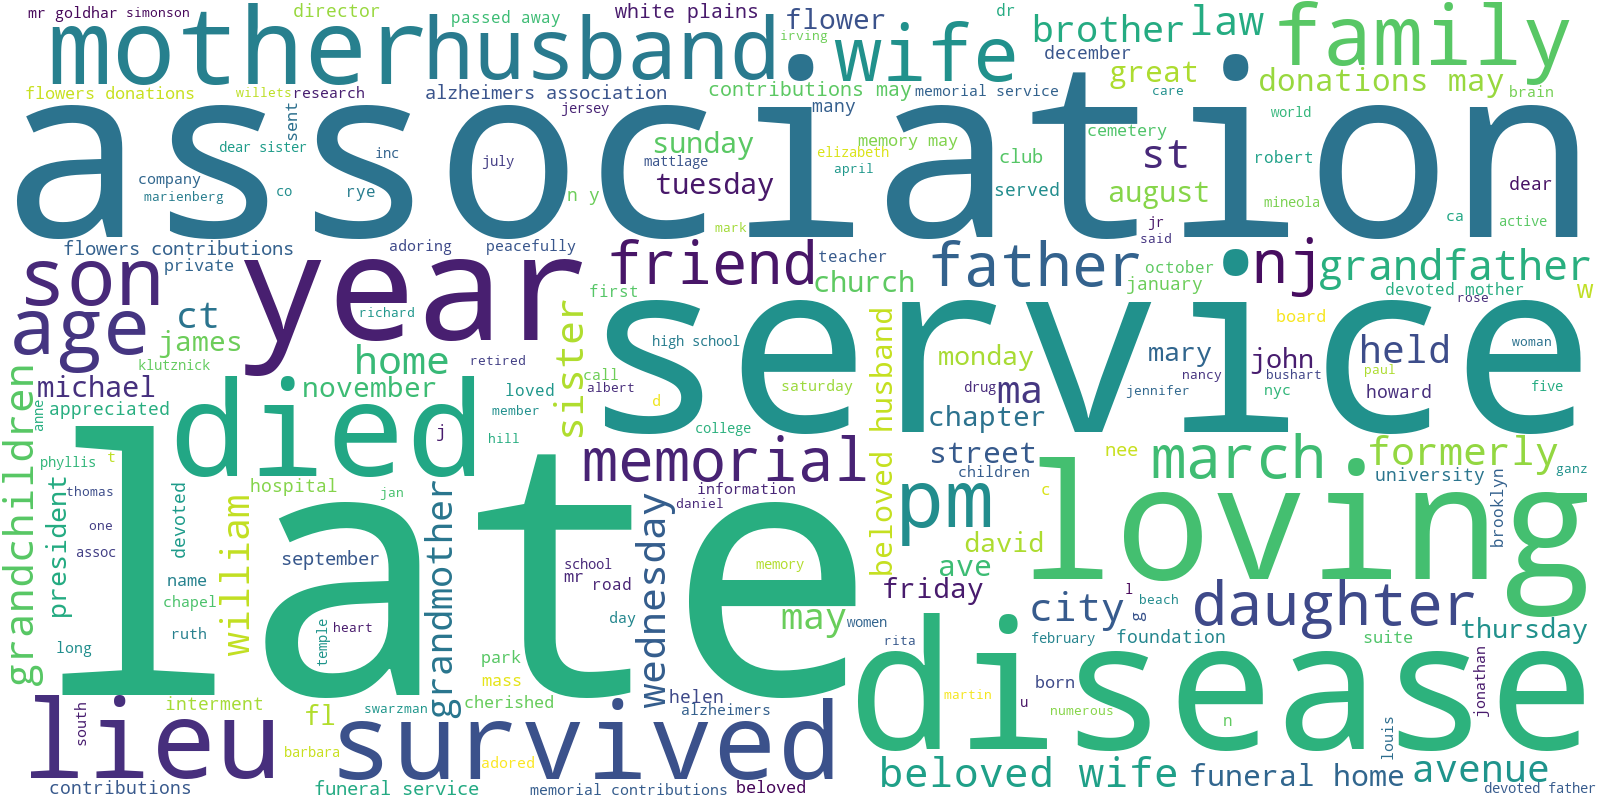 mr goldhar
simonson
director
passed away
white plains
flower
irving
dr
brother
law
family
mother
husband
wife
december
great
donations may
flowers donations
willets
research
alzheimers association
contributions may
memorial service
care
brain
association
sent
jersey
many
world
dear sister
inc
july
sunday
mattlage
memory may
elizabeth
cemetery
club
st
robert
company
marienberg
co
rye
n y
tuesday
april
served
august
mineola
dear
ca
active
mark
jr
said
flowers contributions
adoring
peacefully
son
private
year
friend
teacher
church
father
october
january
nj
grandfather
devoted mother
rose
w
first
age
ct
james
klutznick
richard
home
retired
sister
service
high school
beloved husband
monday
board
mary
john
held
woman
michael
november
loved
call
albert
saturday
drug
ma
jennifer
nancy
bushart
nyc
paul
howard
five
grandchildren
anne
appreciated
died
member
j
hill
d
college
chapter
street
children
nee
march
formerly
university
ganz
phyllis
t
thomas
hospital
jan
memorial
information
daniel
pm
c
loving
brooklyn
president
one
assoc
devoted
william
late
september
grandmother
wednesday
school
mr
road
memory
david
ave
friday
name
chapel
ruth
long
temple
heart
day
may
women
rita
city
l
g
beach
daughter
february
foundation
suite
thursday
park
mass
cherished
helen
alzheimers
disease
martin
born
u
numerous
n
jonathan
louis
south
lieu
interment
fl
swarzman
barbara
survived
adored
contributions
funeral service
memorial contributions
beloved
beloved wife
funeral home
avenue
devoted father